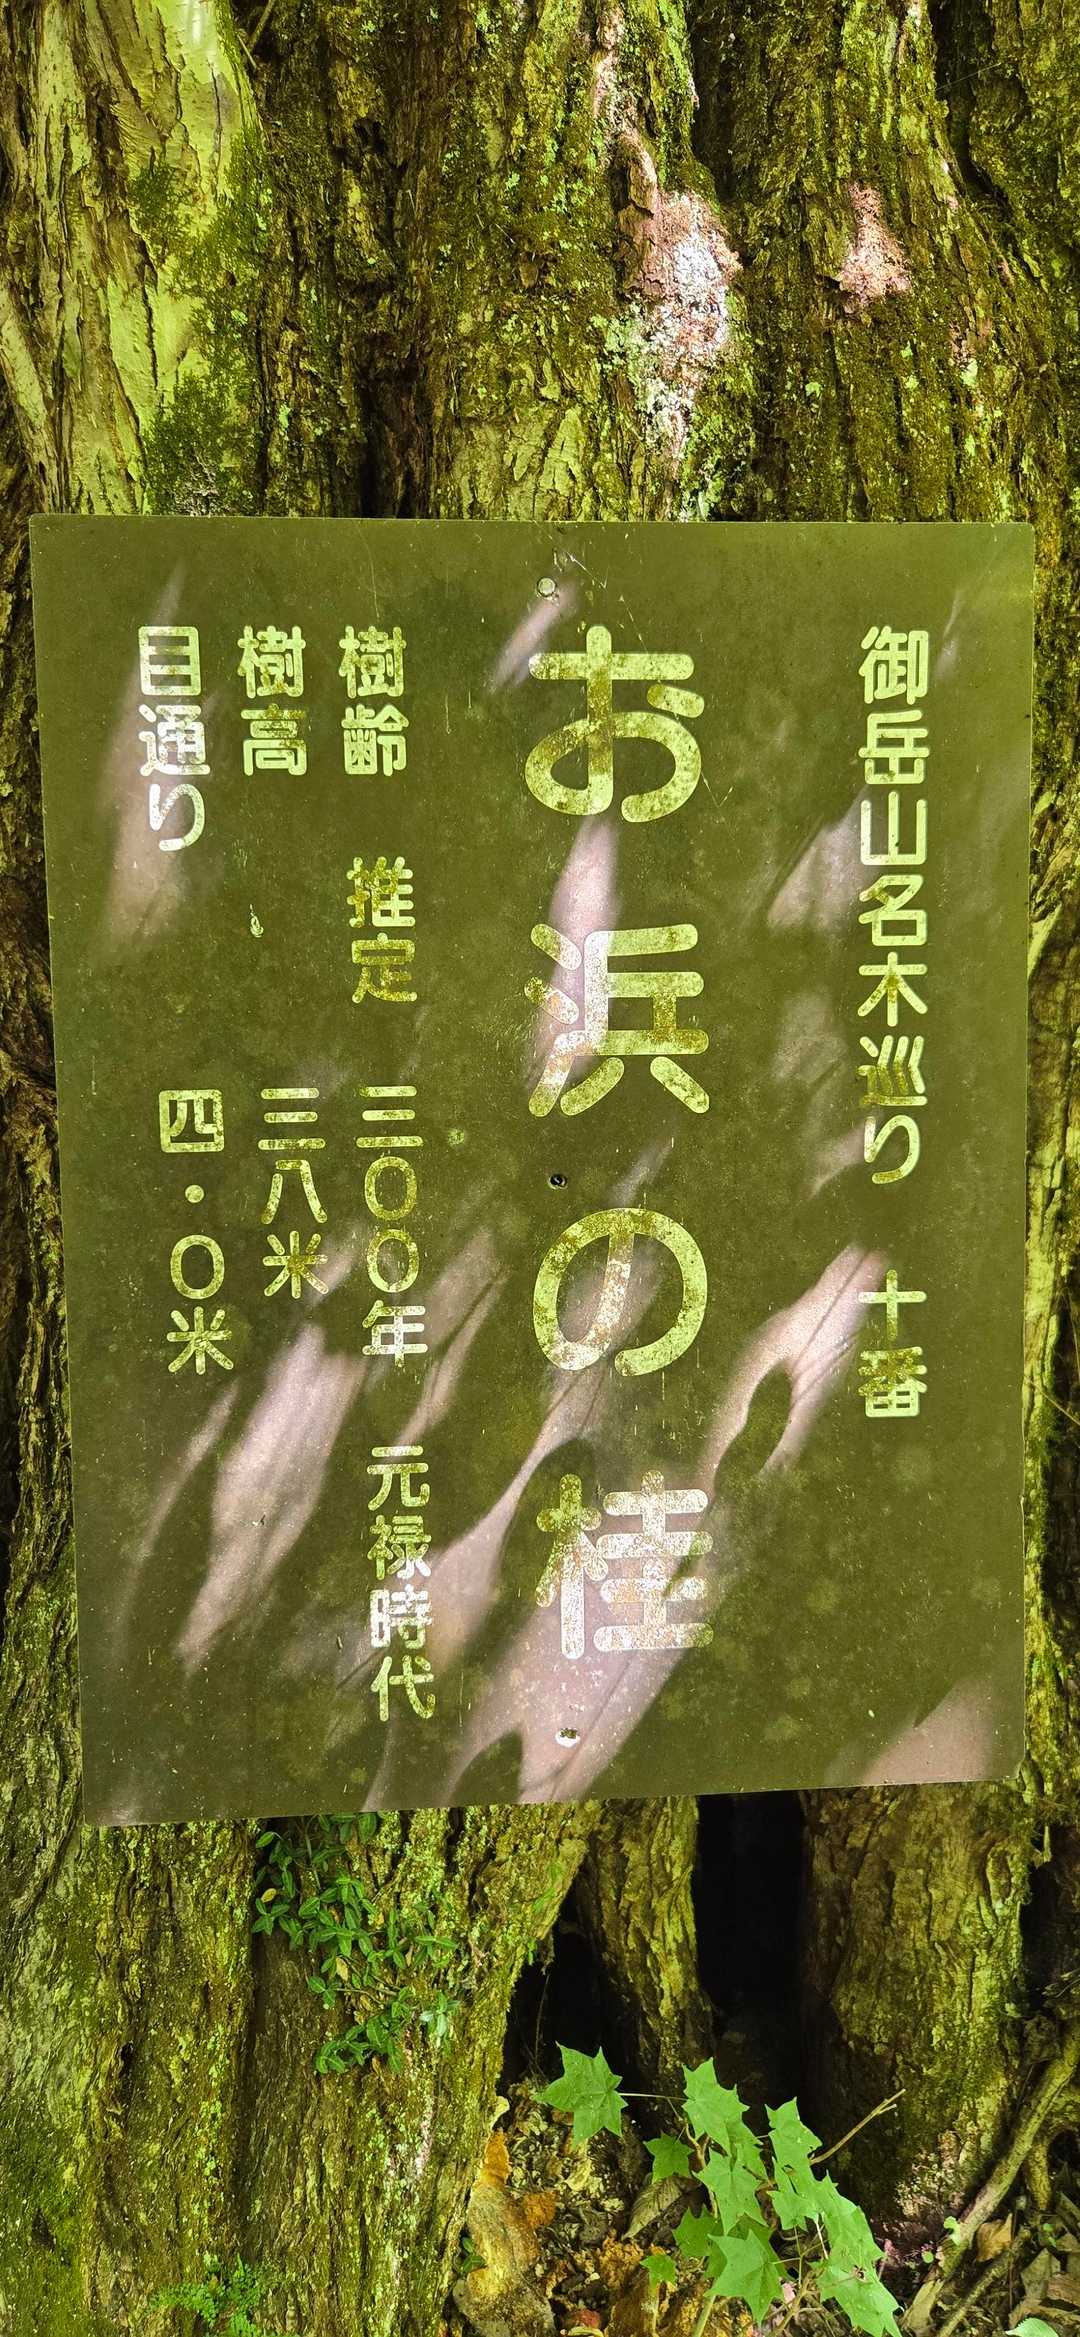 御岳山名木巡り 十番
お浜の桂
樹齢 推定 三〇〇年 元禄時代
樹高 三八米
目通り 四・〇米